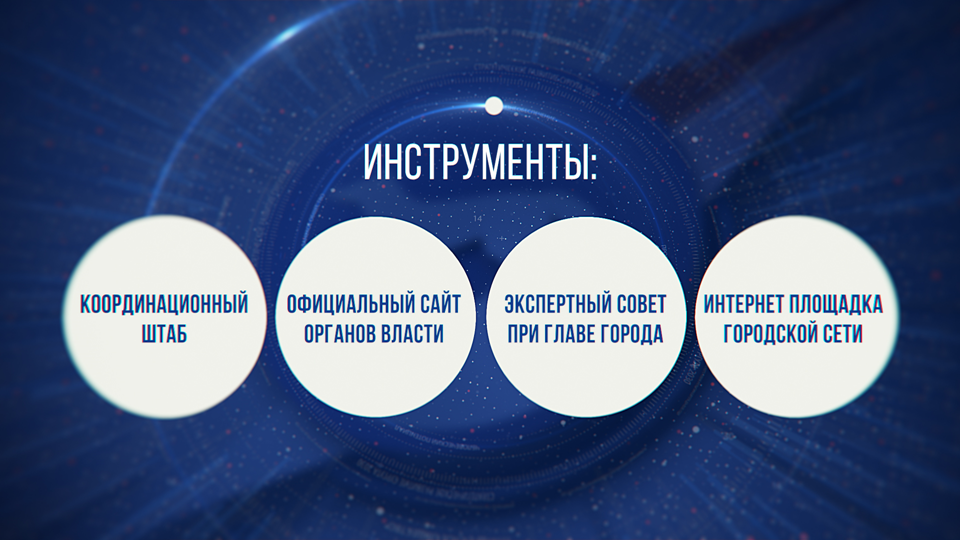 ИНСТРУМЕНТЫ:
КООРДИНАЦИОННЫЙ
ШТАБ
ОФИЦИАЛЬНЫЙ САЙТ
ОРГАНОВ ВЛАСТИ
ЭКСПЕРТНЫЙ СОВЕТ
ПРИ ГЛАВЕ ГОРОДА
ИНТЕРНЕТ ПЛОЩАДКА
ГОРОДСКОЙ СЕТИ